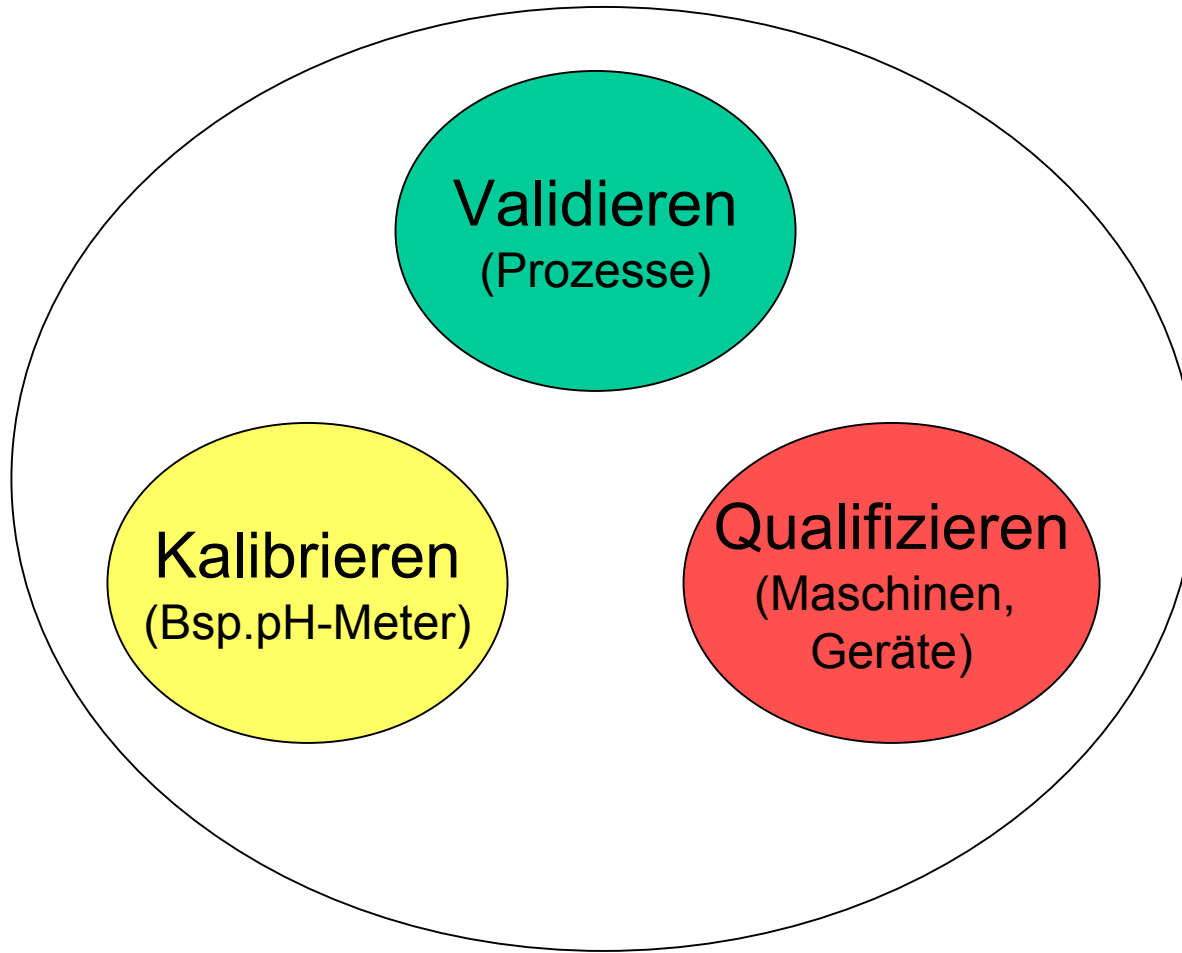 Validieren
(Prozesse)
Kalibrieren
(Bsp.pH-Meter)
Qualifizieren
(Maschinen,
Geräte)